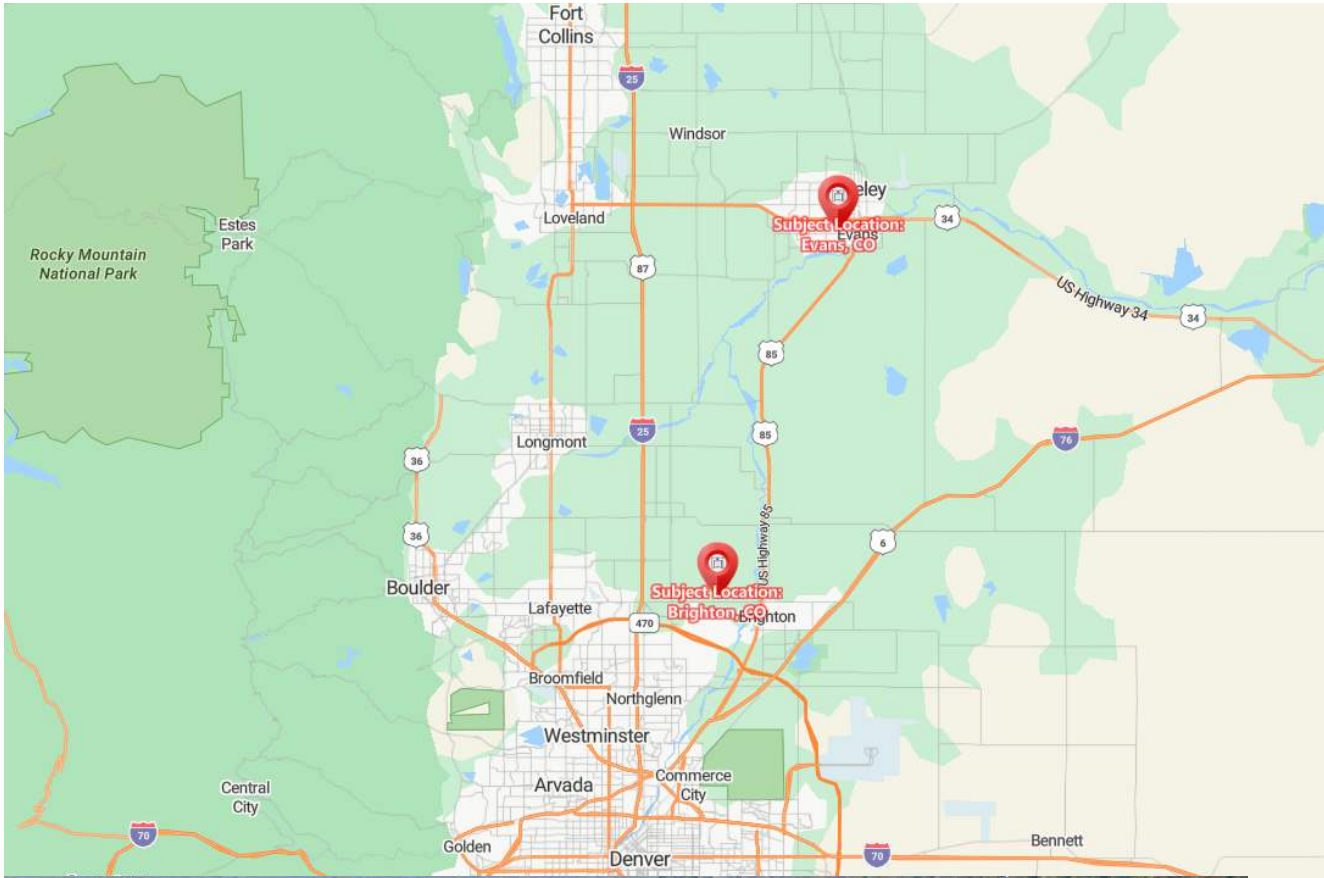 Fort
Collins
25
Windsor
eley
Loveland
34
Subject Location:
Evans
Evans, CO
Estes
Park
Rocky Mountain
National Park
87
US Highway 34
34
85
25
85
76
Longmont
36
36
US Highway 85
6
Boulder
Subject Location:
Lafayette
Brighton, CO
Brighton
470
Broomfield
Northglenn
Westminster
Commerce
City
Arvada
Central
City
70
Golden
Denver
70
Bennett